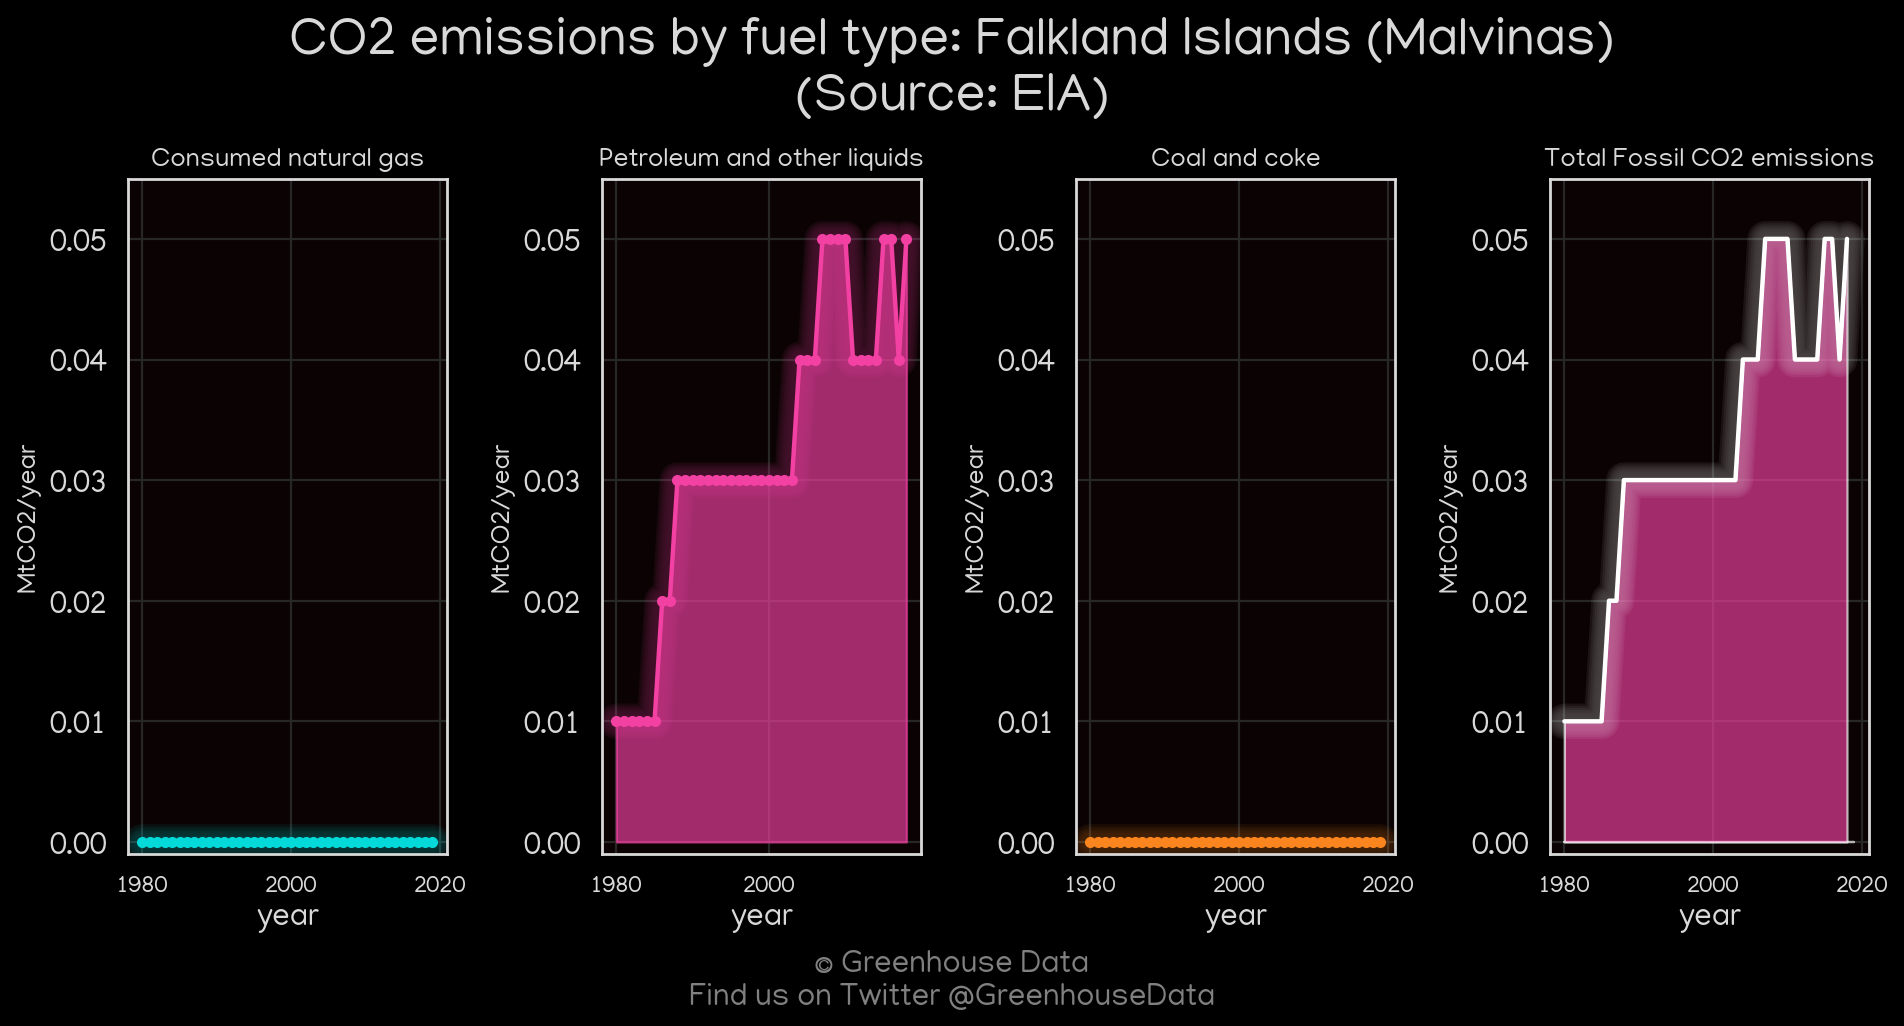 CO2 emissions by fuel type: Falkland Islands (Malvinas)
(Source: EIA)
Consumed natural gas
0.05
0.04
0.03
0.02
0.01
0.00
MtCO2/year
1980 2000 2020
year
Petroleum and other liquids
0.05
0.04
0.03
0.02
0.01
0.00
MtCO2/year
1980 2000
year
Coal and coke
0.05
0.04
0.03
0.02
0.01
0.00
MtCO2/year
1980 2000 2020
year
Total Fossil CO2 emissions
0.05
0.04
0.03
0.02
0.01
0.00
MtCO2/year
1980 2000 2020
year
© Greenhouse Data
Find us on Twitter @GreenhouseData